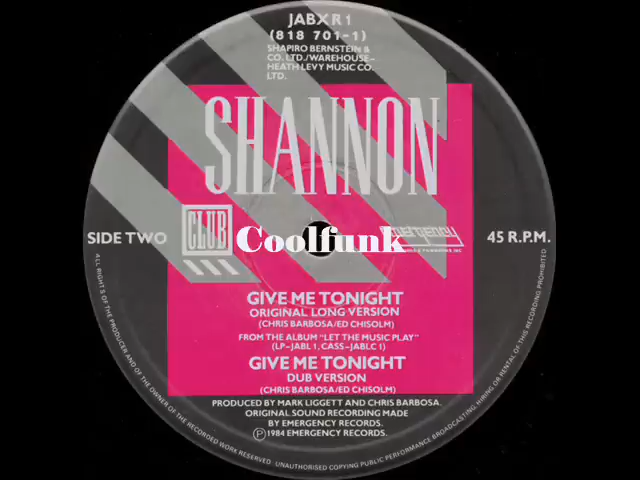 JABXR1
(818 701-1)
SHAPIRO BERNSTEIN &
CO. LTD./WAREHOUSE-
HEATH LEVY MUSIC CO.
LTD.
SHANNON
SIDE TWO
CLUB
Coolfunk
emergency
45 R.P.M.
GIVE ME TONIGHT
ORIGINAL LONG VERSION
(CHRIS BARBOSA/ED CHISOLM)
FROM THE ALBUM "LET THE MUSIC PLAY"
(LP-JABL 1, CASS-JABLC 1)
GIVE ME TONIGHT
DUB VERSION
(CHRIS BARBOSA/ED CHISOLM)
PRODUCED BY MARK LIGGETT AND CHRIS BARBOSA.
ORIGINAL SOUND RECORDING MADE
BY EMERGENCY RECORDS.
Ⓟ1984 EMERGENCY RECORDS.
ALL RIGHTS OF THE PRODUCER AND OF THE OWNER OF THE RECORDED WORK RESERVED. UNAUTHORISED COPYING PUBLIC PERFORMANCE BROADCASTING HIRING OR RENTAL OF THIS RECORDING PROHIBITED.